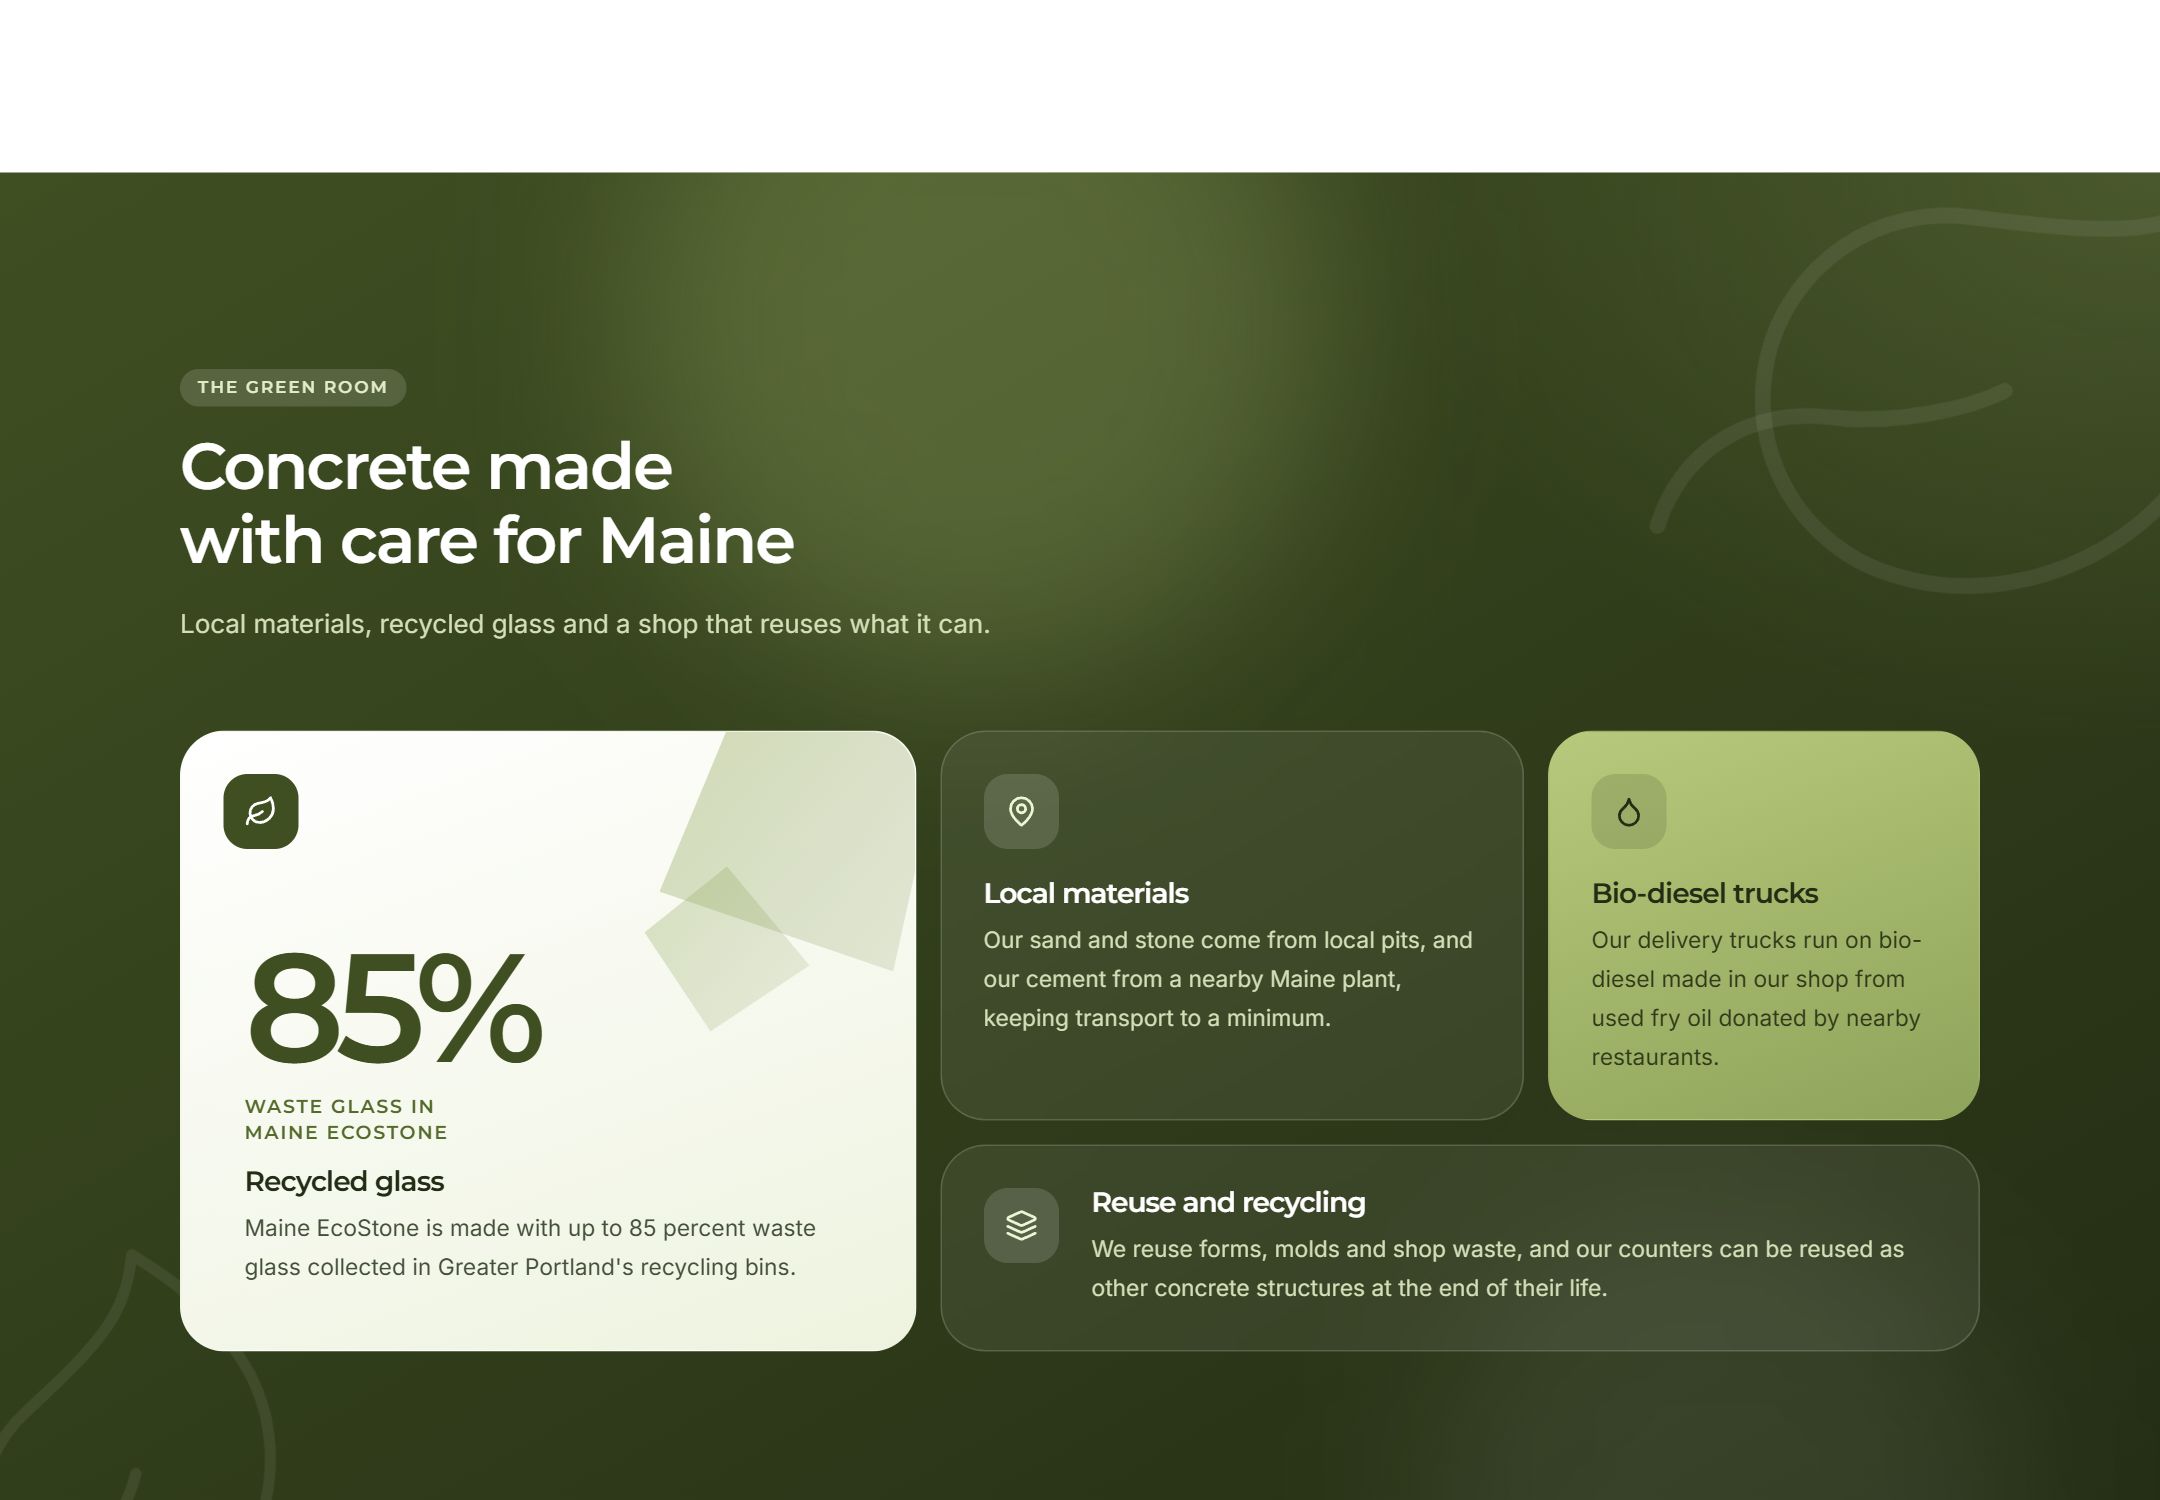 THE GREEN ROOM
Concrete made
with care for Maine
Local materials, recycled glass and a shop that reuses what it can.
85%
WASTE GLASS IN
MAINE ECOSTONE
Recycled glass
Maine EcoStone is made with up to 85 percent waste
glass collected in Greater Portland's recycling bins.
Local materials
Our sand and stone come from local pits, and
our cement from a nearby Maine plant,
keeping transport to a minimum.
Bio-diesel trucks
Our delivery trucks run on bio-
diesel made in our shop from
used fry oil donated by nearby
restaurants.
Reuse and recycling
We reuse forms, molds and shop waste, and our counters can be reused as
other concrete structures at the end of their life.